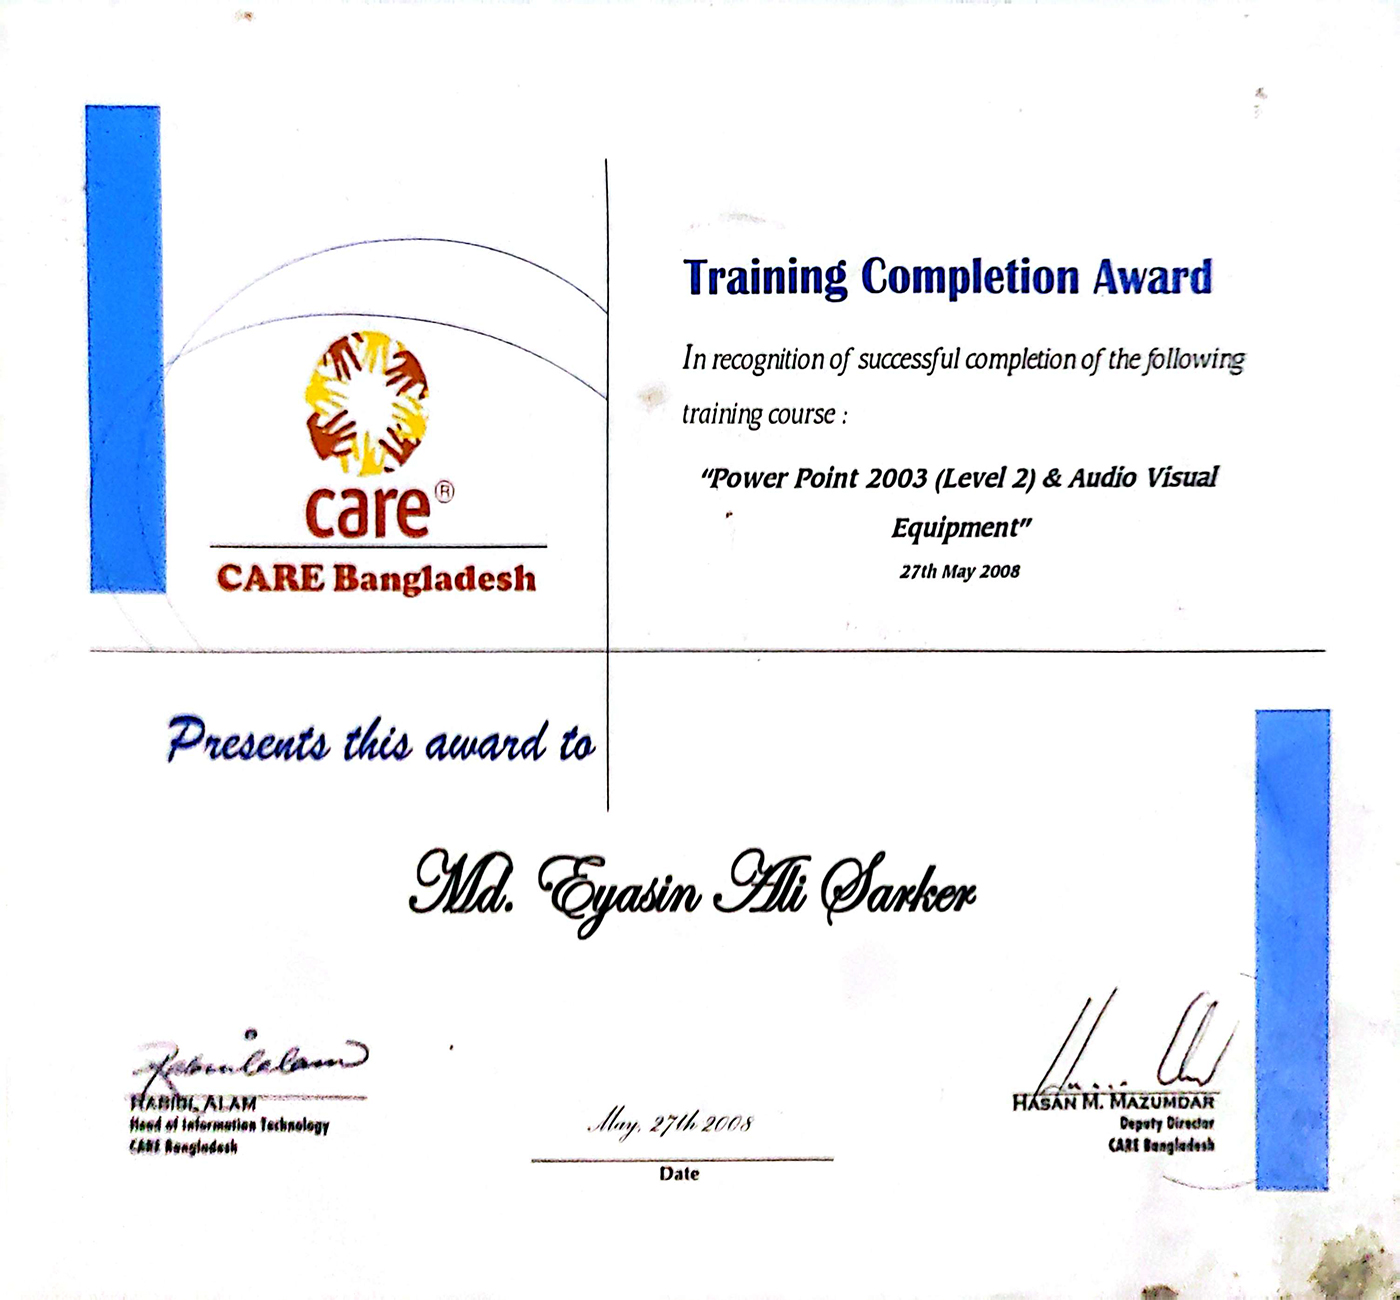 Training Completion Award
In recognition of successful completion of the following
training course :
“Power Point 2003 (Level 2) & Audio Visual
Equipment”
27th May 2008
care®
CARE Bangladesh
Presents this award to
Md. Eyasin Ali Sarker
HABIBUL ALAM
Head of Information Technology
CARE Bangladesh
May, 27th 2008
Date
HASAN M. MAZUMDAR
Deputy Director
CARE Bangladesh